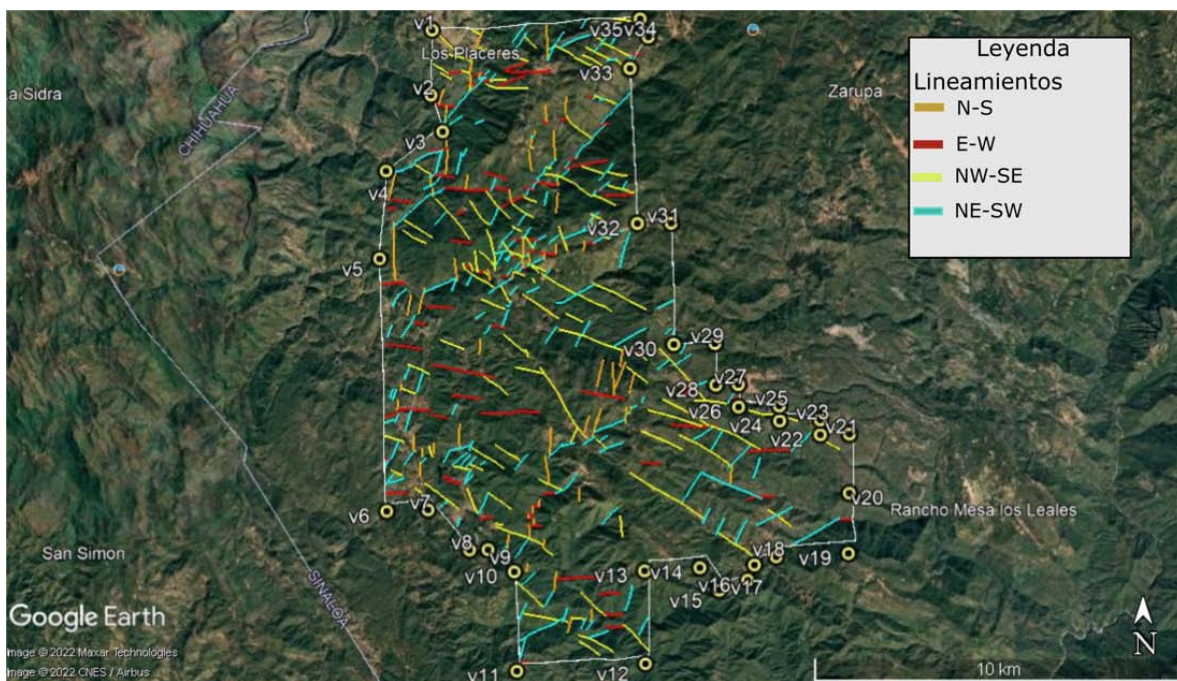 v1
v35
v34
Los Placeres
v33
v2
a Sidra
Zarupa
CHIHUAHUA
v3
v4
v32
v31
v5
v30
v29
v28
v27
v26
v25
v24
v23
v22
v21
v20
Rancho Mesa los Leales
v6
v7
v8
v9
v10
v13
v14
v15
v16
v17
v18
v19
San Simon
SINALOA
v11
v12
Leyenda
Lineamientos
N-S
E-W
NW-SE
NE-SW
Google Earth
mage © 2022 Maxar Technologies
mage © 2022 CNES / Airbus
10 km
N